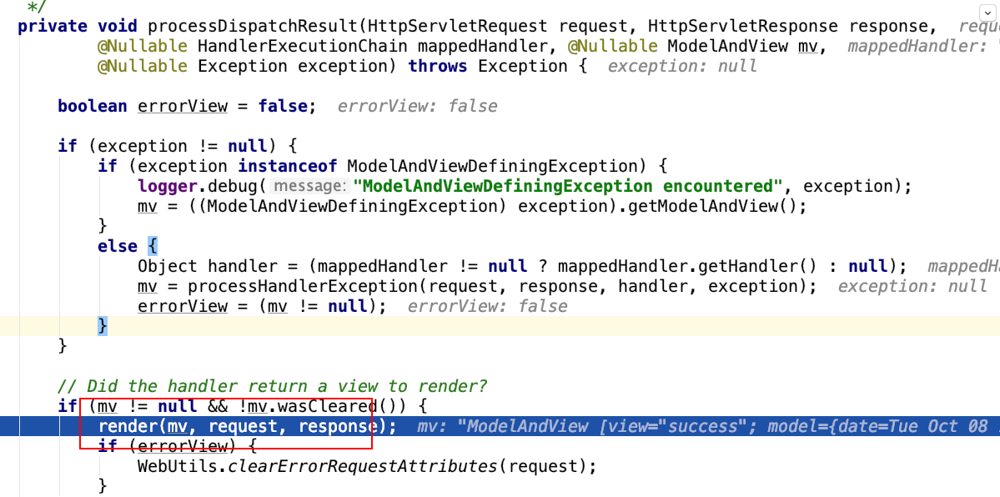 */
private void processDispatchResult(HttpServletRequest request, HttpServletResponse response,
@Nullable HandlerExecutionChain mappedHandler, @Nullable ModelAndView mv, mappedHandler:
@Nullable Exception exception) throws Exception { exception: null
boolean errorView = false; errorView: false
if (exception != null) {
if (exception instanceof ModelAndViewDefiningException) {
logger.debug( message: "ModelAndViewDefiningException encountered", exception);
mv = ((ModelAndViewDefiningException) exception).getModelAndView();
}
else {
Object handler = (mappedHandler != null ? mappedHandler.getHandler() : null);
mv = processHandlerException(request, response, handler, exception); exception: null
errorView = (mv != null); errorView: false
}
}
// Did the handler return a view to render?
if (mv != null && !mv.wasCleared()) {
render(mv, request, response); mv: "ModelAndView [view="success"; model={date=Tue Oct 08
if (errorView) {
WebUtils.clearErrorRequestAttributes(request);
}